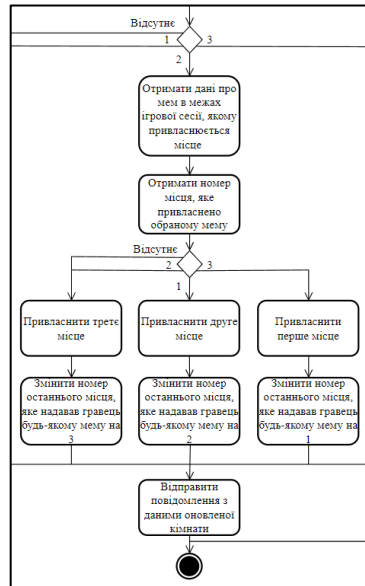 Відсутнє
1
3
2
Отримати дані про
мем в межах
ігрової сесії, якому
привласнюється
місце
Отримати номер
місця, яке
привласнено
обраному мему
Відсутнє
2
3
1
Привласнити третє
місце
Привласнити друге
місце
Привласнити
перше місце
Змінити номер
останнього місця,
яке надавав гравець
будь-якому мему на
3
Змінити номер
останнього місця,
яке надавав гравець
будь-якому мему на
2
Змінити номер
останнього місця,
яке надавав гравець
будь-якому мему на
1
Відправити
повідомлення з
даними оновленої
кімнати